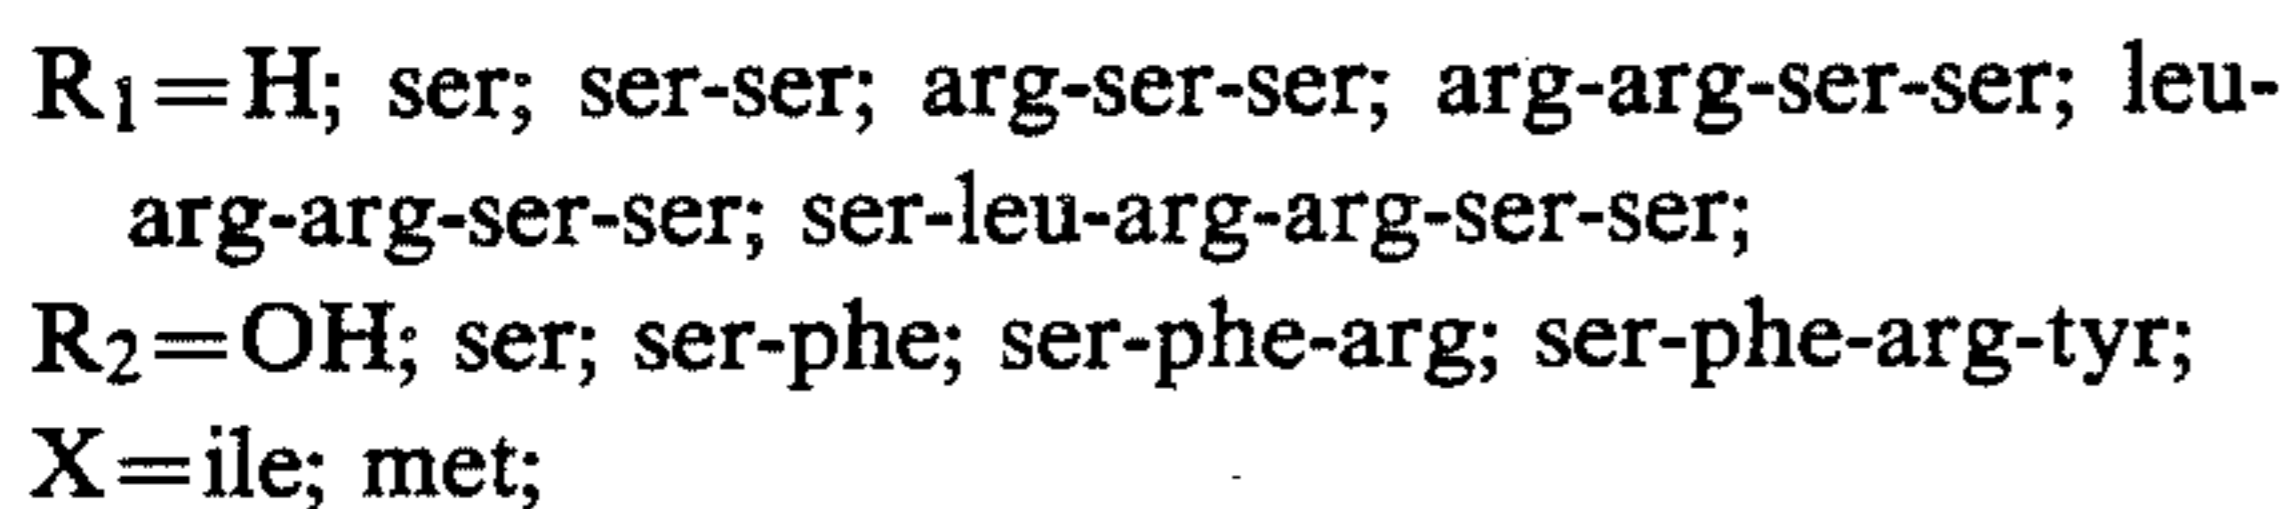 R1=H; ser; ser-ser; arg-ser-ser; arg-arg-ser-ser; leu-
arg-arg-ser-ser; ser-leu-arg-arg-ser-ser;
R2=OH; ser; ser-phe; ser-phe-arg; ser-phe-arg-tyr;
X=ile; met;